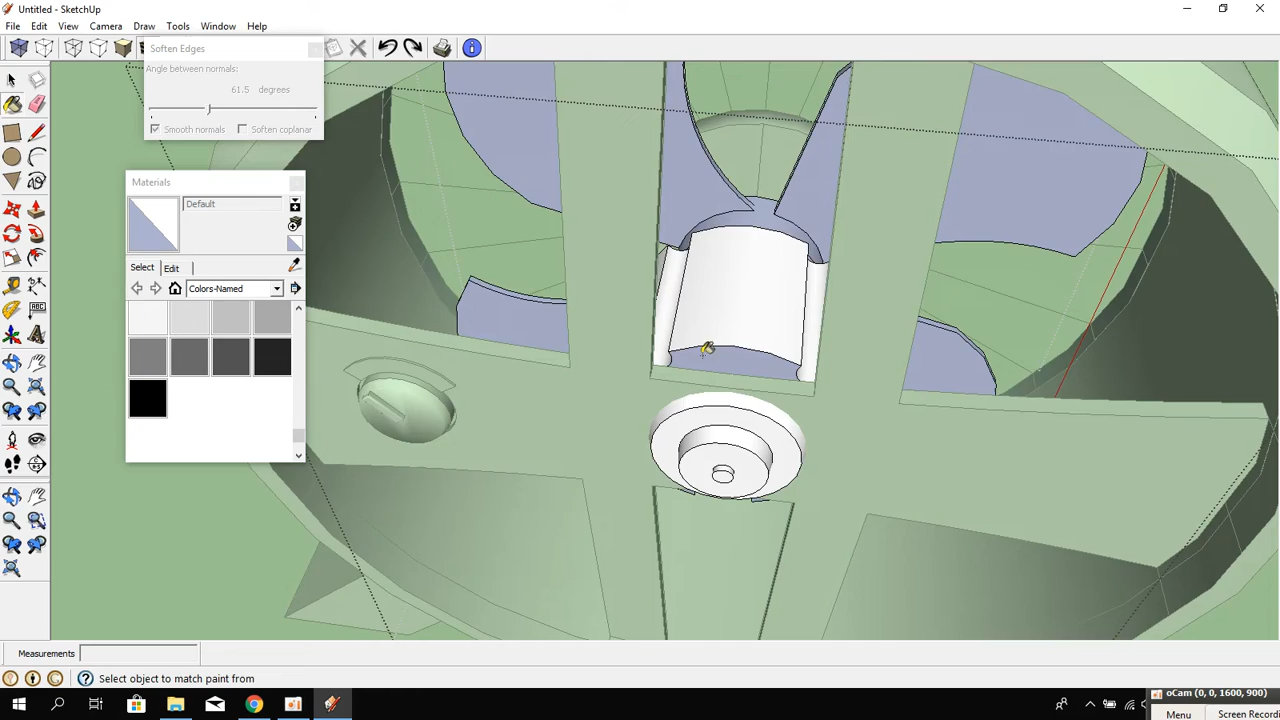 Untitled - SketchUp
File Edit View Camera Draw Tools Window Help
Soften Edges
Angle between normals:
61.5 degrees
Smooth normals Soften coplanar
Materials
Default
Select Edit
Colors-Named
ABC
Measurements
Select object to match paint from
oCam (0, 0, 1600, 900)
Menu Screen Recordi